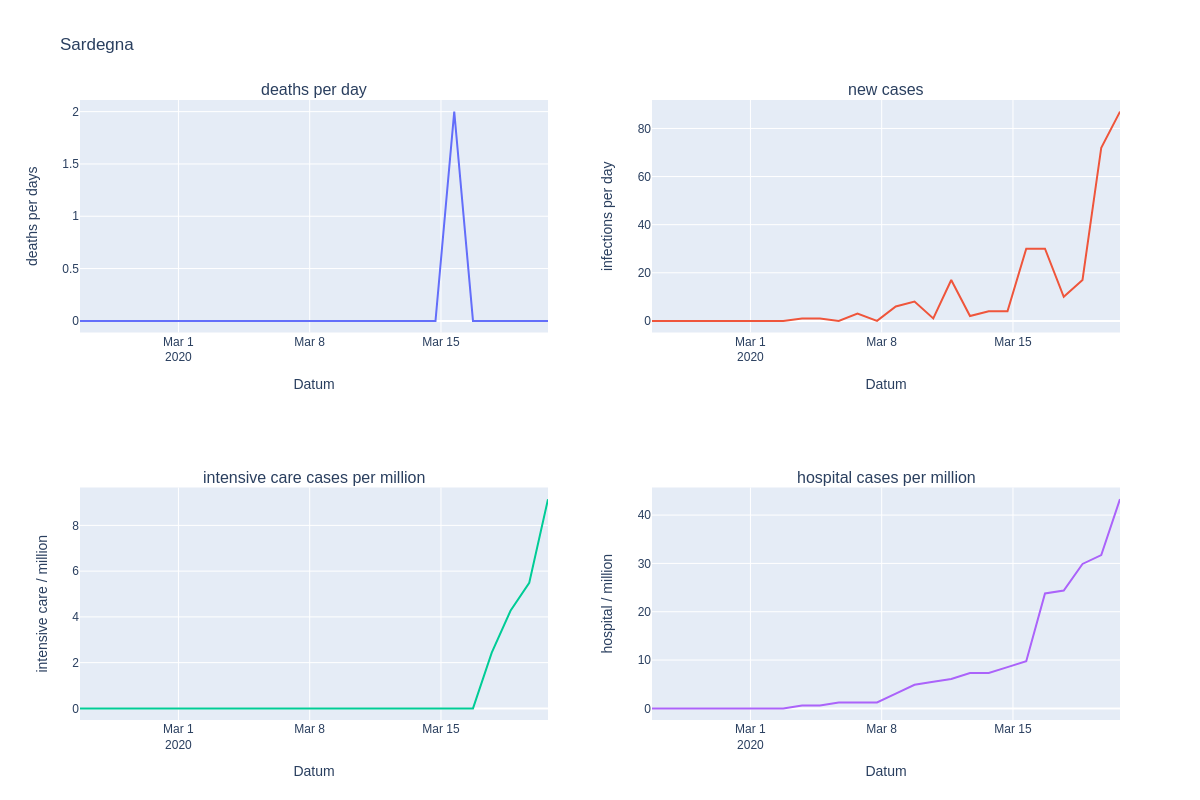 Sardegna
deaths per day
deaths per days
2
1.5
1
0.5
0
Mar 1
2020
Mar 8
Mar 15
Datum
new cases
infections per day
80
60
40
20
0
Mar 1
2020
Mar 8
Mar 15
Datum
intensive care cases per million
intensive care / million
8
6
4
2
0
Mar 1
2020
Mar 8
Mar 15
Datum
hospital cases per million
hospital / million
40
30
20
10
0
Mar 1
2020
Mar 8
Mar 15
Datum